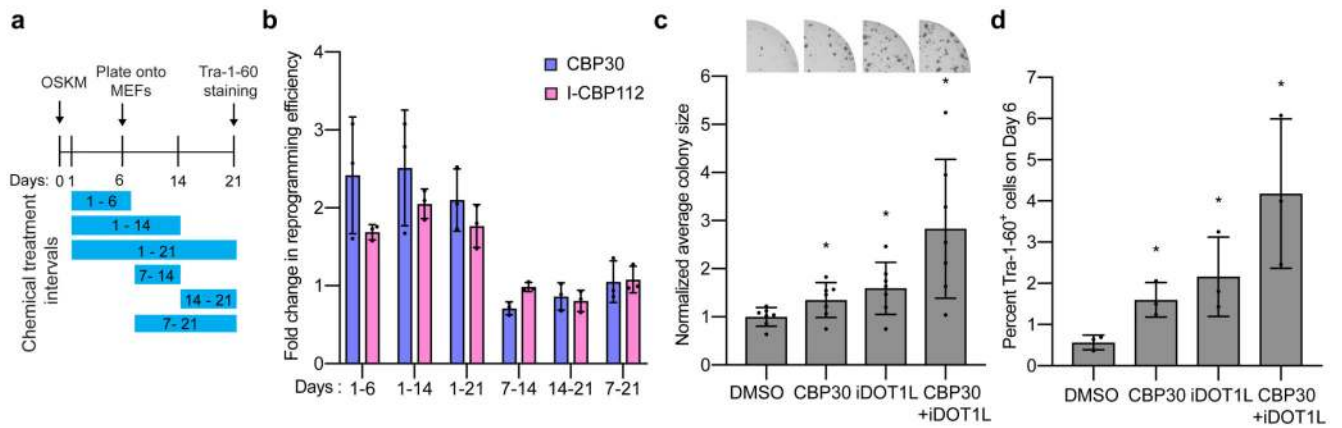 a
OSKM
Plate onto
MEFs
Tra-1-60
staining
Days: 0 1 6 14 21
Chemical treatment
intervals
1 - 6
1 - 14
1 - 21
7- 14
14 - 21
7- 21
b
Fold change in reprogramming efficiency
4
3
2
1
0
CBP30
I-CBP112
Days : 1-6 1-14 1-21 7-14 14-21 7-21
c
Normalized average colony size
6
5
4
3
2
1
0
*
*
*
DMSO CBP30 iDOT1L CBP30
+iDOT1L
d
Percent Tra-1-60+ cells on Day 6
7
6
5
4
3
2
1
0
*
*
*
DMSO CBP30 iDOT1L CBP30
+iDOT1L